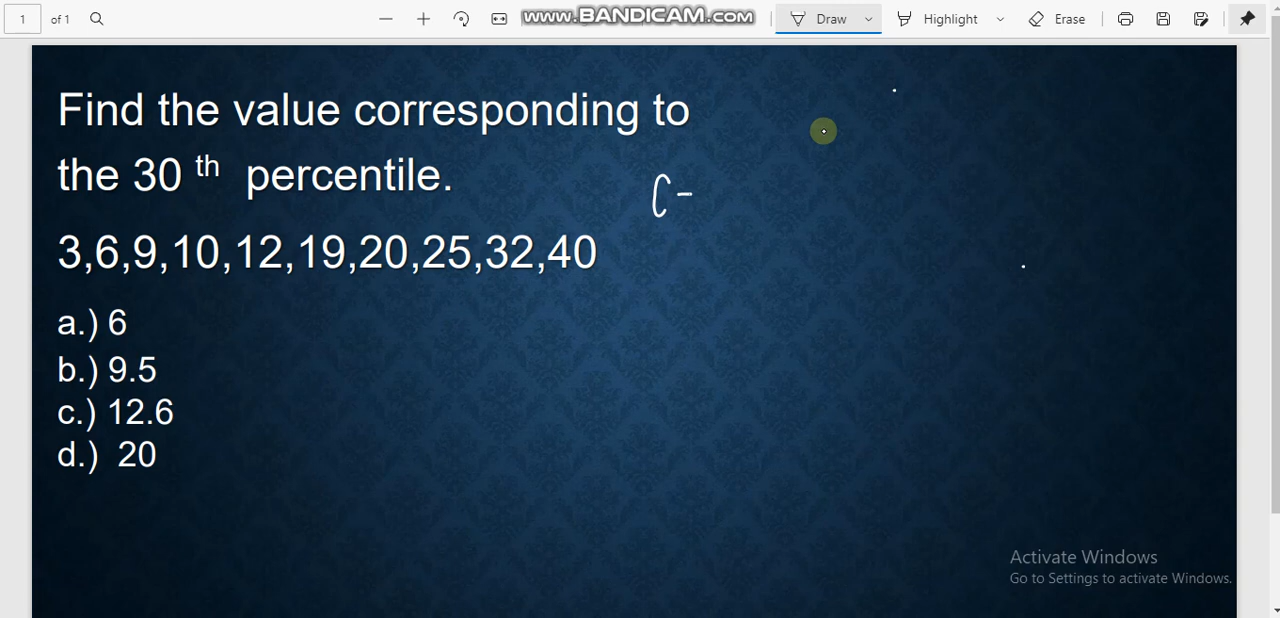 1 of 1 www.BANDICAM.com Draw Highlight Erase
Find the value corresponding to
the 30 th percentile.
C -
3,6,9,10,12,19,20,25,32,40
a.) 6
b.) 9.5
c.) 12.6
d.) 20
Activate Windows
Go to Settings to activate Windows.